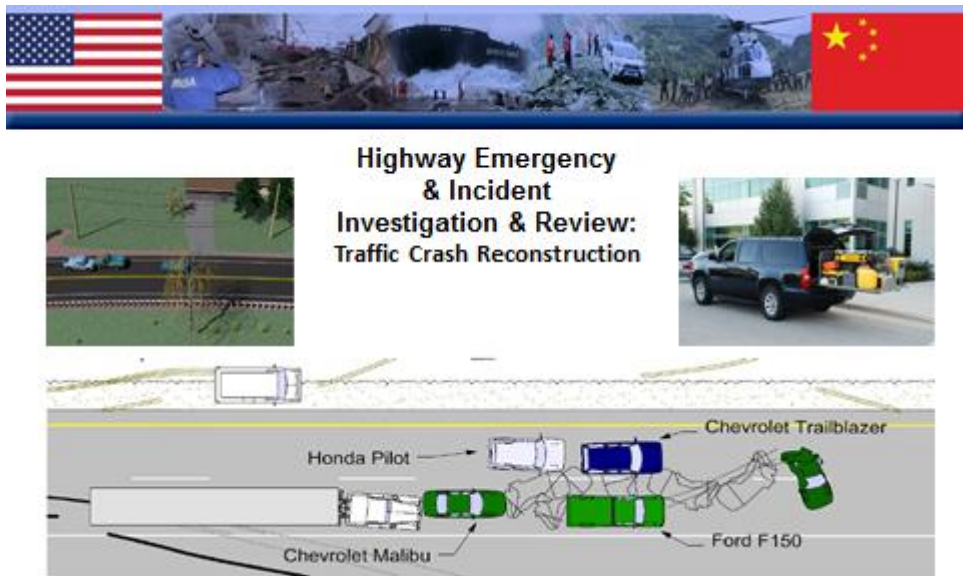 Highway Emergency
& Incident
Investigation & Review:
Traffic Crash Reconstruction
Chevrolet Trailblazer
Honda Pilot
Chevrolet Malibu
Ford F150